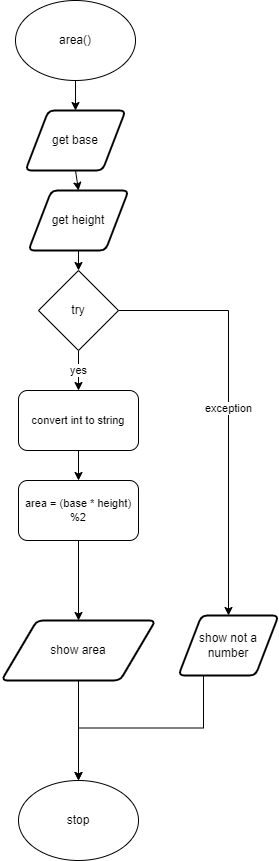 area()
get base
get height
try
yes
exception
convert int to string
area = (base * height)
%2
show area
show not a
number
stop